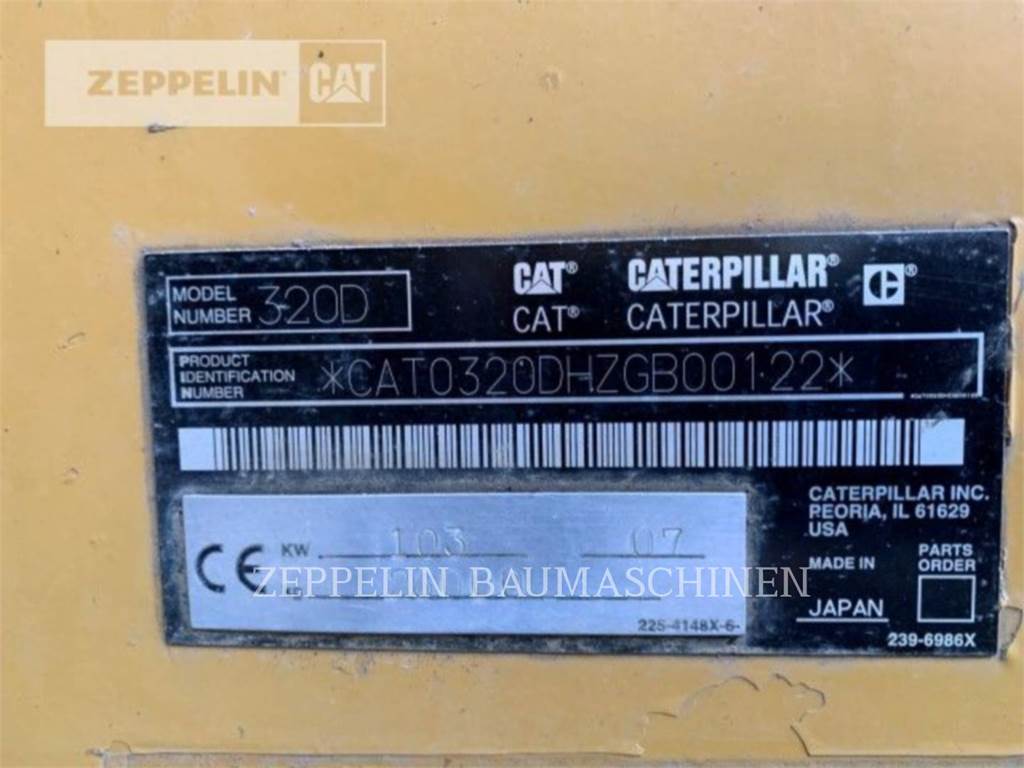 ZEPPELIN® CAT
MODEL NUMBER 320D
CAT® CATERPILLAR® C®
CAT® CATERPILLAR®
PRODUCT
IDENTIFICATION
NUMBER *CAT0320DHZGB00122*
CATERPILLAR INC.
PEORIA, IL 61629
USA
CE KW 103 07
ZEPPELIN BAUMASCHINEN
MADE IN
JAPAN
PARTS
ORDER
225-4148X-6-
239-6986X